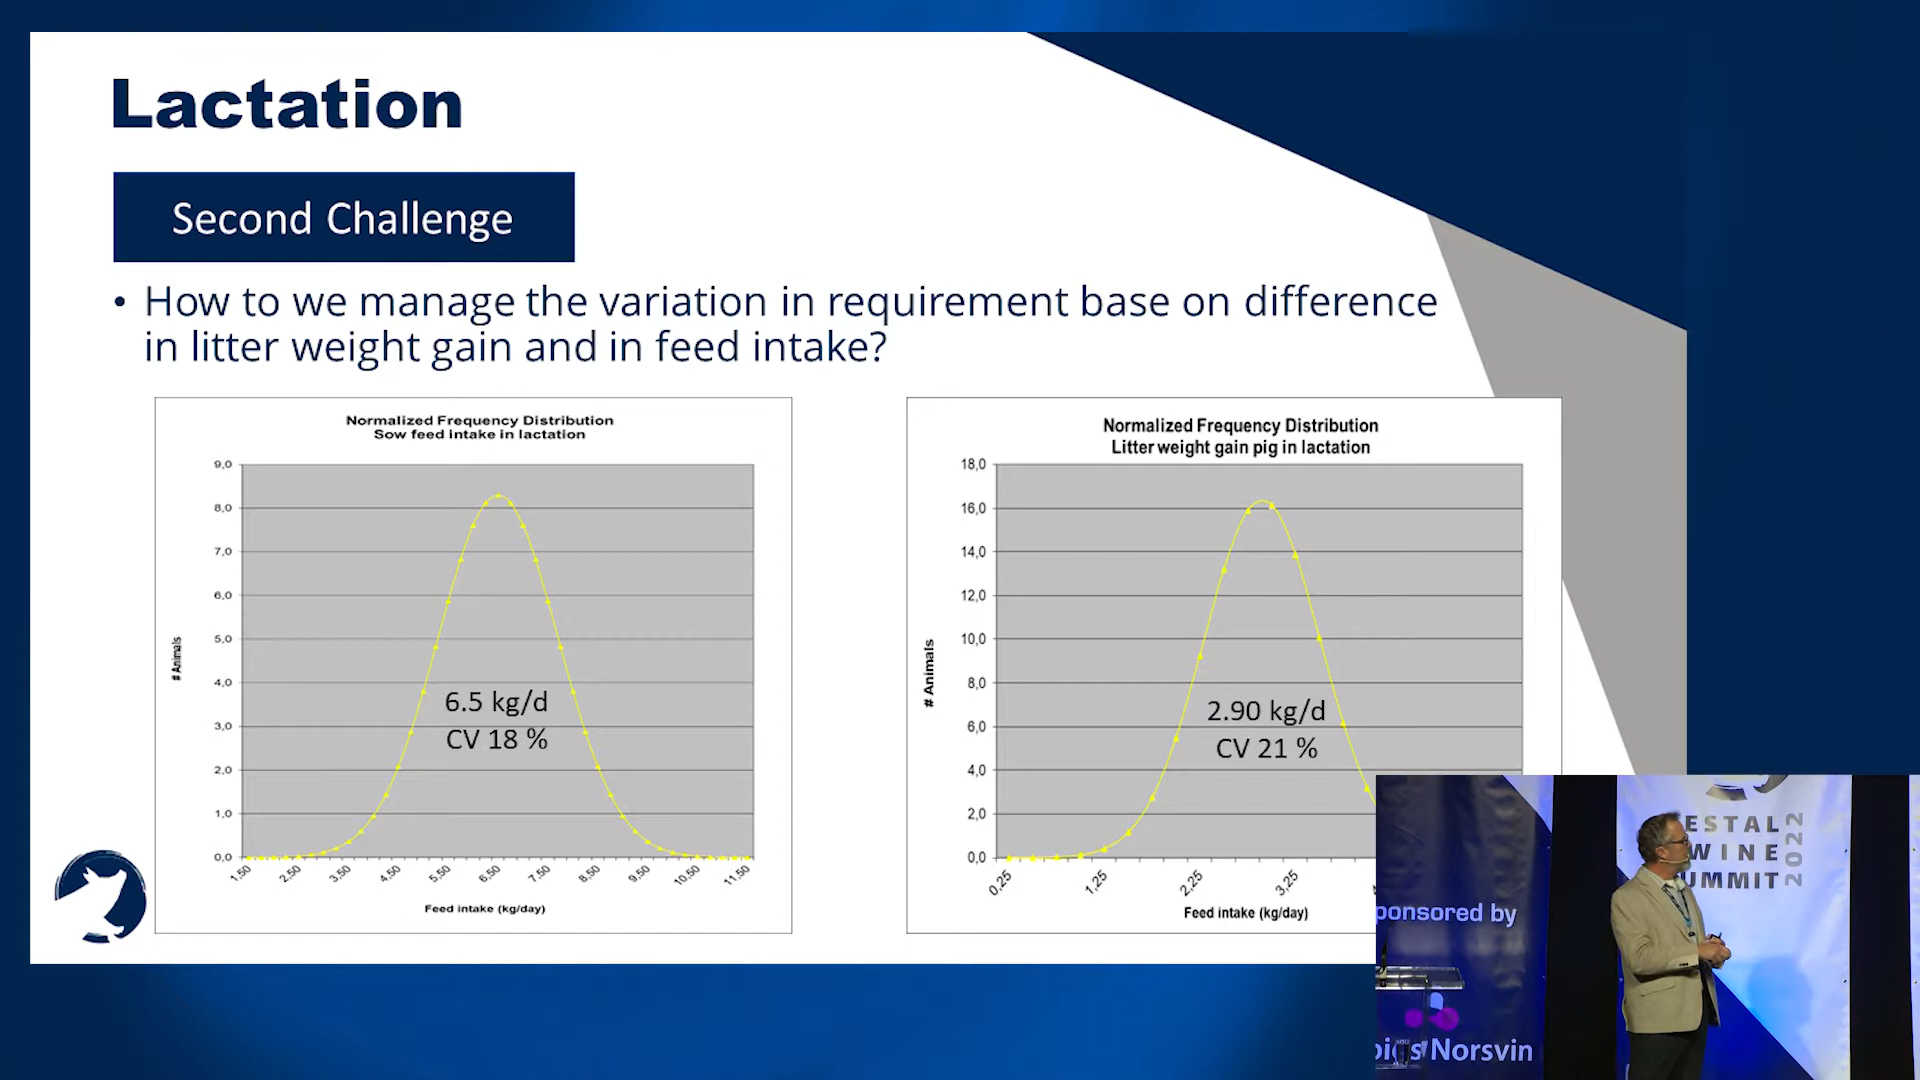 Lactation
Second Challenge
• How to we manage the variation in requirement base on difference
in litter weight gain and in feed intake?
Normalized Frequency Distribution
Sow feed intake in lactation
9,0
8,0
7,0
6,0
5,0
4,0
3,0
2,0
1,0
0,0
# Animals
6.5 kg/d
CV 18 %
1,50 2,50 3,50 4,50 5,50 6,50 7,50 8,50 9,50 10,50 11,50
Feed intake (kg/day)
Normalized Frequency Distribution
Litter weight gain pig in lactation
18,0
16,0
14,0
12,0
10,0
8,0
6,0
4,0
2,0
0,0
# Animals
2.90 kg/d
CV 21 %
0,25 1,25 2,25 3,25
Feed intake (kg/day)
ESTAL
WINE
UMMIT
2022
ponsored by
Norsvin